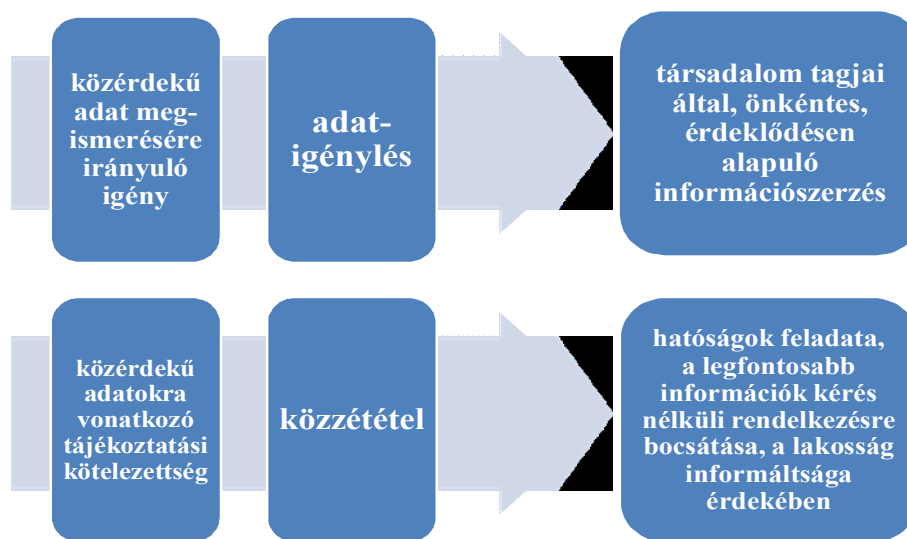 közérdekű
adat meg-
ismerésére
irányuló
igény
adat-
igénylés
társadalom tagjai
által, önkéntes,
érdeklődésen
alapuló
információszerzés
közérdekű
adatokra
vonatkozó
tájékoztatási
kötelezettség
közzététel
hatóságok feladata,
a legfontosabb
információk kérés
nélküli rendelkezésre
bocsátása, a lakosság
informáltsága
érdekében